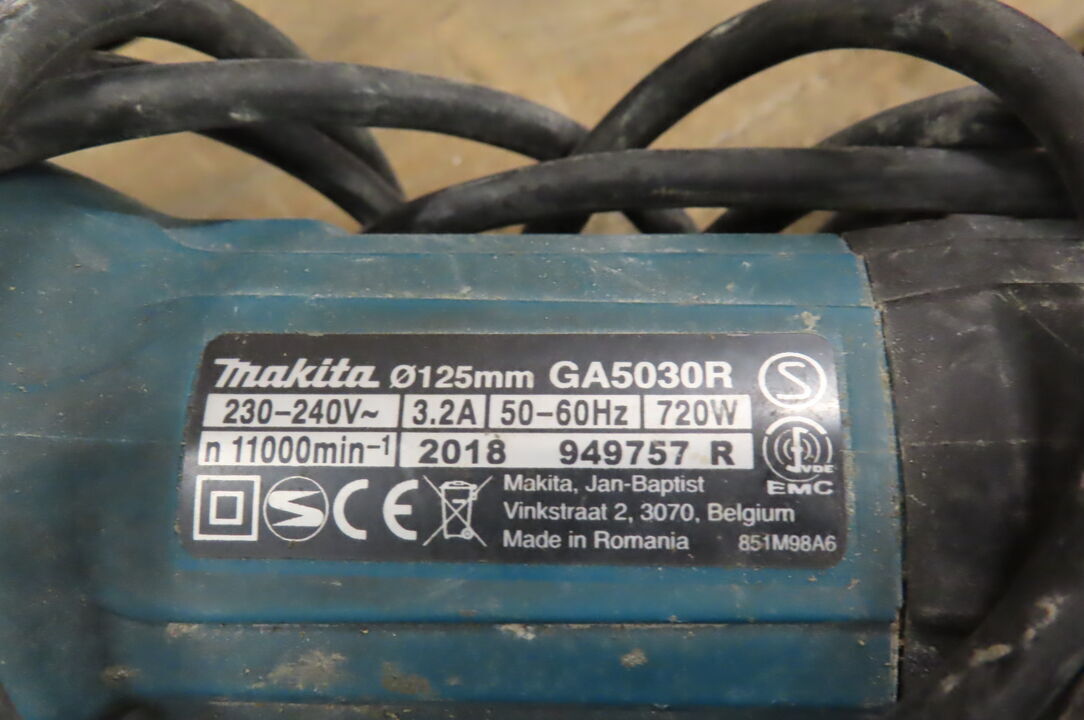 makita Ø125mm GA5030R
230-240V~ 3.2A 50-60Hz 720W
n 11000min-1 2018 949757 R
VDE
EMC
S
CE Makita, Jan-Baptist
Vinkstraat 2, 3070, Belgium
Made in Romania 851M98A6